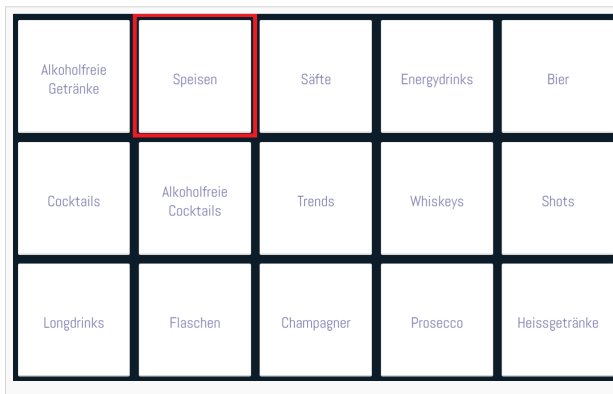 Alkoholfreie
Getränke
Speisen
Säfte
Energydrinks
Bier
Cocktails
Alkoholfreie
Cocktails
Trends
Whiskeys
Shots
Longdrinks
Flaschen
Champagner
Prosecco
Heissgetränke